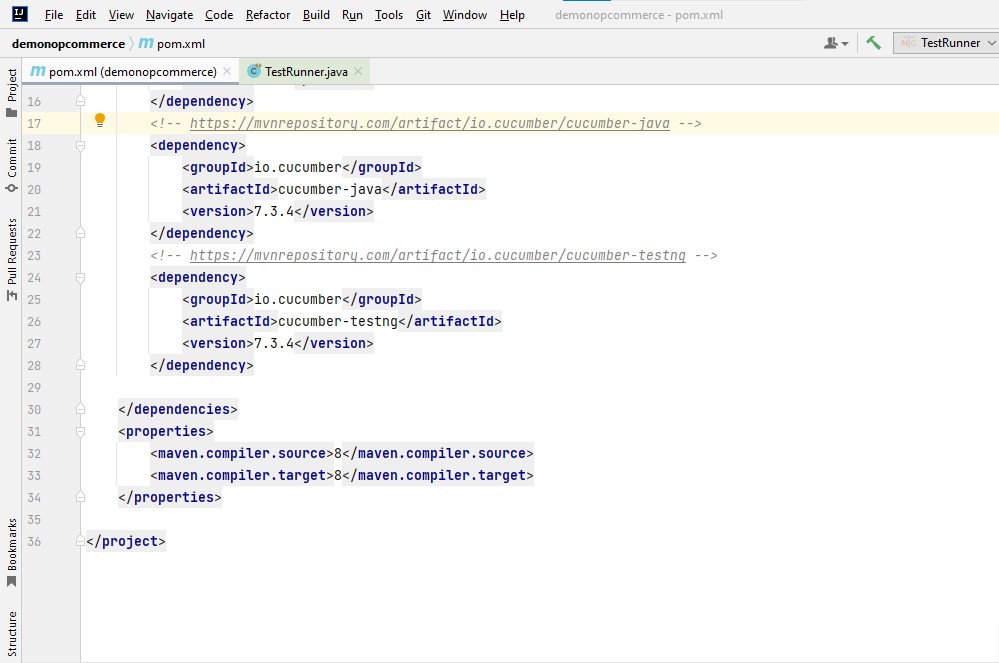 File Edit View Navigate Code Refactor Build Run Tools Git Window Help demonopcommerce - pom.xml
demonopcommerce pom.xml TestRunner
pom.xml (demonopcommerce) TestRunner.java
Project
Commit
Pull Requests
Bookmarks
Structure
16 </dependency>
17 <!-- https://mvnrepository.com/artifact/io.cucumber/cucumber-java -->
18 <dependency>
19 <groupId>io.cucumber</groupId>
20 <artifactId>cucumber-java</artifactId>
21 <version>7.3.4</version>
22 </dependency>
23 <!-- https://mvnrepository.com/artifact/io.cucumber/cucumber-testng -->
24 <dependency>
25 <groupId>io.cucumber</groupId>
26 <artifactId>cucumber-testng</artifactId>
27 <version>7.3.4</version>
28 </dependency>
29
30 </dependencies>
31 <properties>
32 <maven.compiler.source>8</maven.compiler.source>
33 <maven.compiler.target>8</maven.compiler.target>
34 </properties>
35
36 </project>